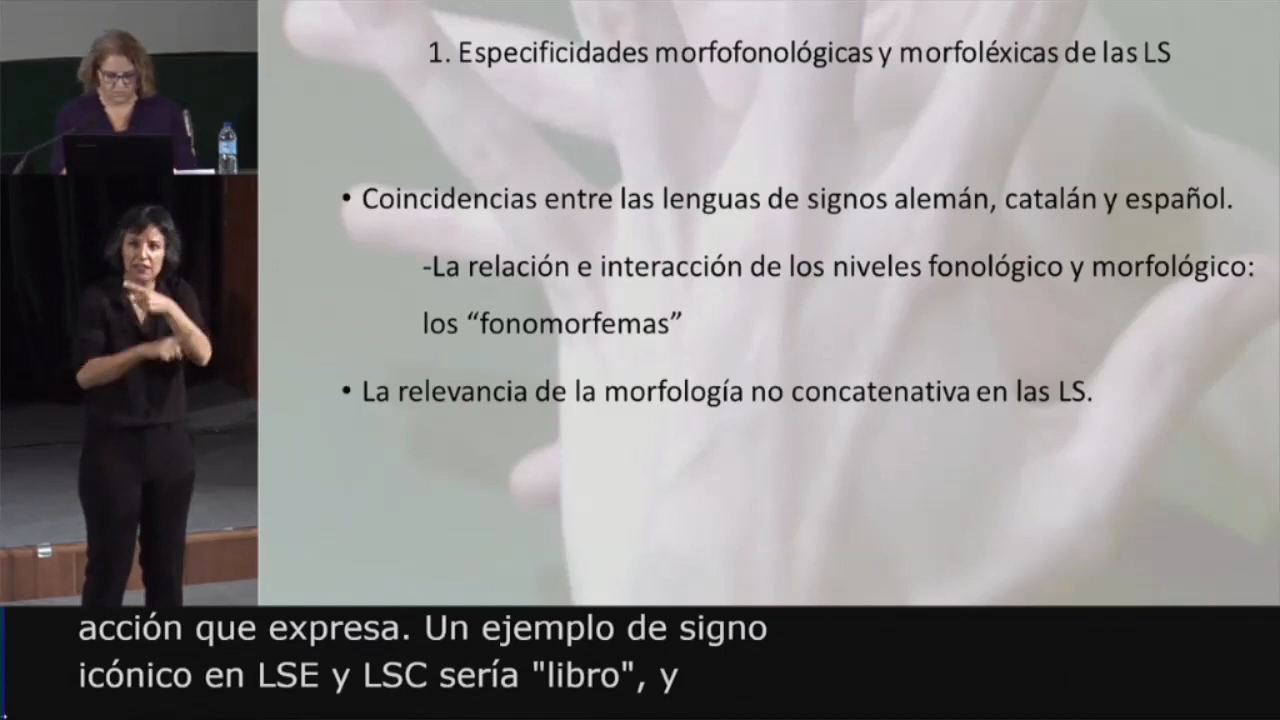 1. Especificidades morfofonológicas y morfoléxicas de las LS
• Coincidencias entre las lenguas de signos alemán, catalán y español.
-La relación e interacción de los niveles fonológico y morfológico:
los “fonomorfemas”
• La relevancia de la morfología no concatenativa en las LS.
acción que expresa. Un ejemplo de signo
icónico en LSE y LSC sería "libro", y